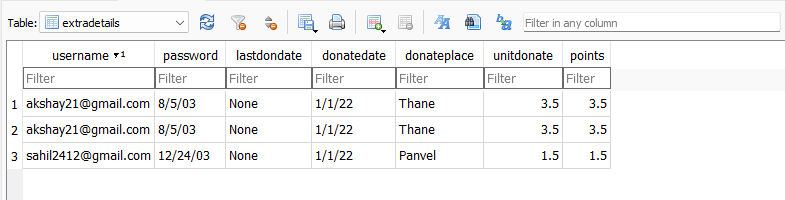 Table: extradetails Filter in any column
username 1 password lastdondate donatedate donateplace unitdonate points
Filter Filter Filter Filter Filter Filter Filter
1 akshay21@gmail.com 8/5/03 None 1/1/22 Thane 3.5 3.5
2 akshay21@gmail.com 8/5/03 None 1/1/22 Thane 3.5 3.5
3 sahil2412@gmail.com 12/24/03 None 1/1/22 Panvel 1.5 1.5